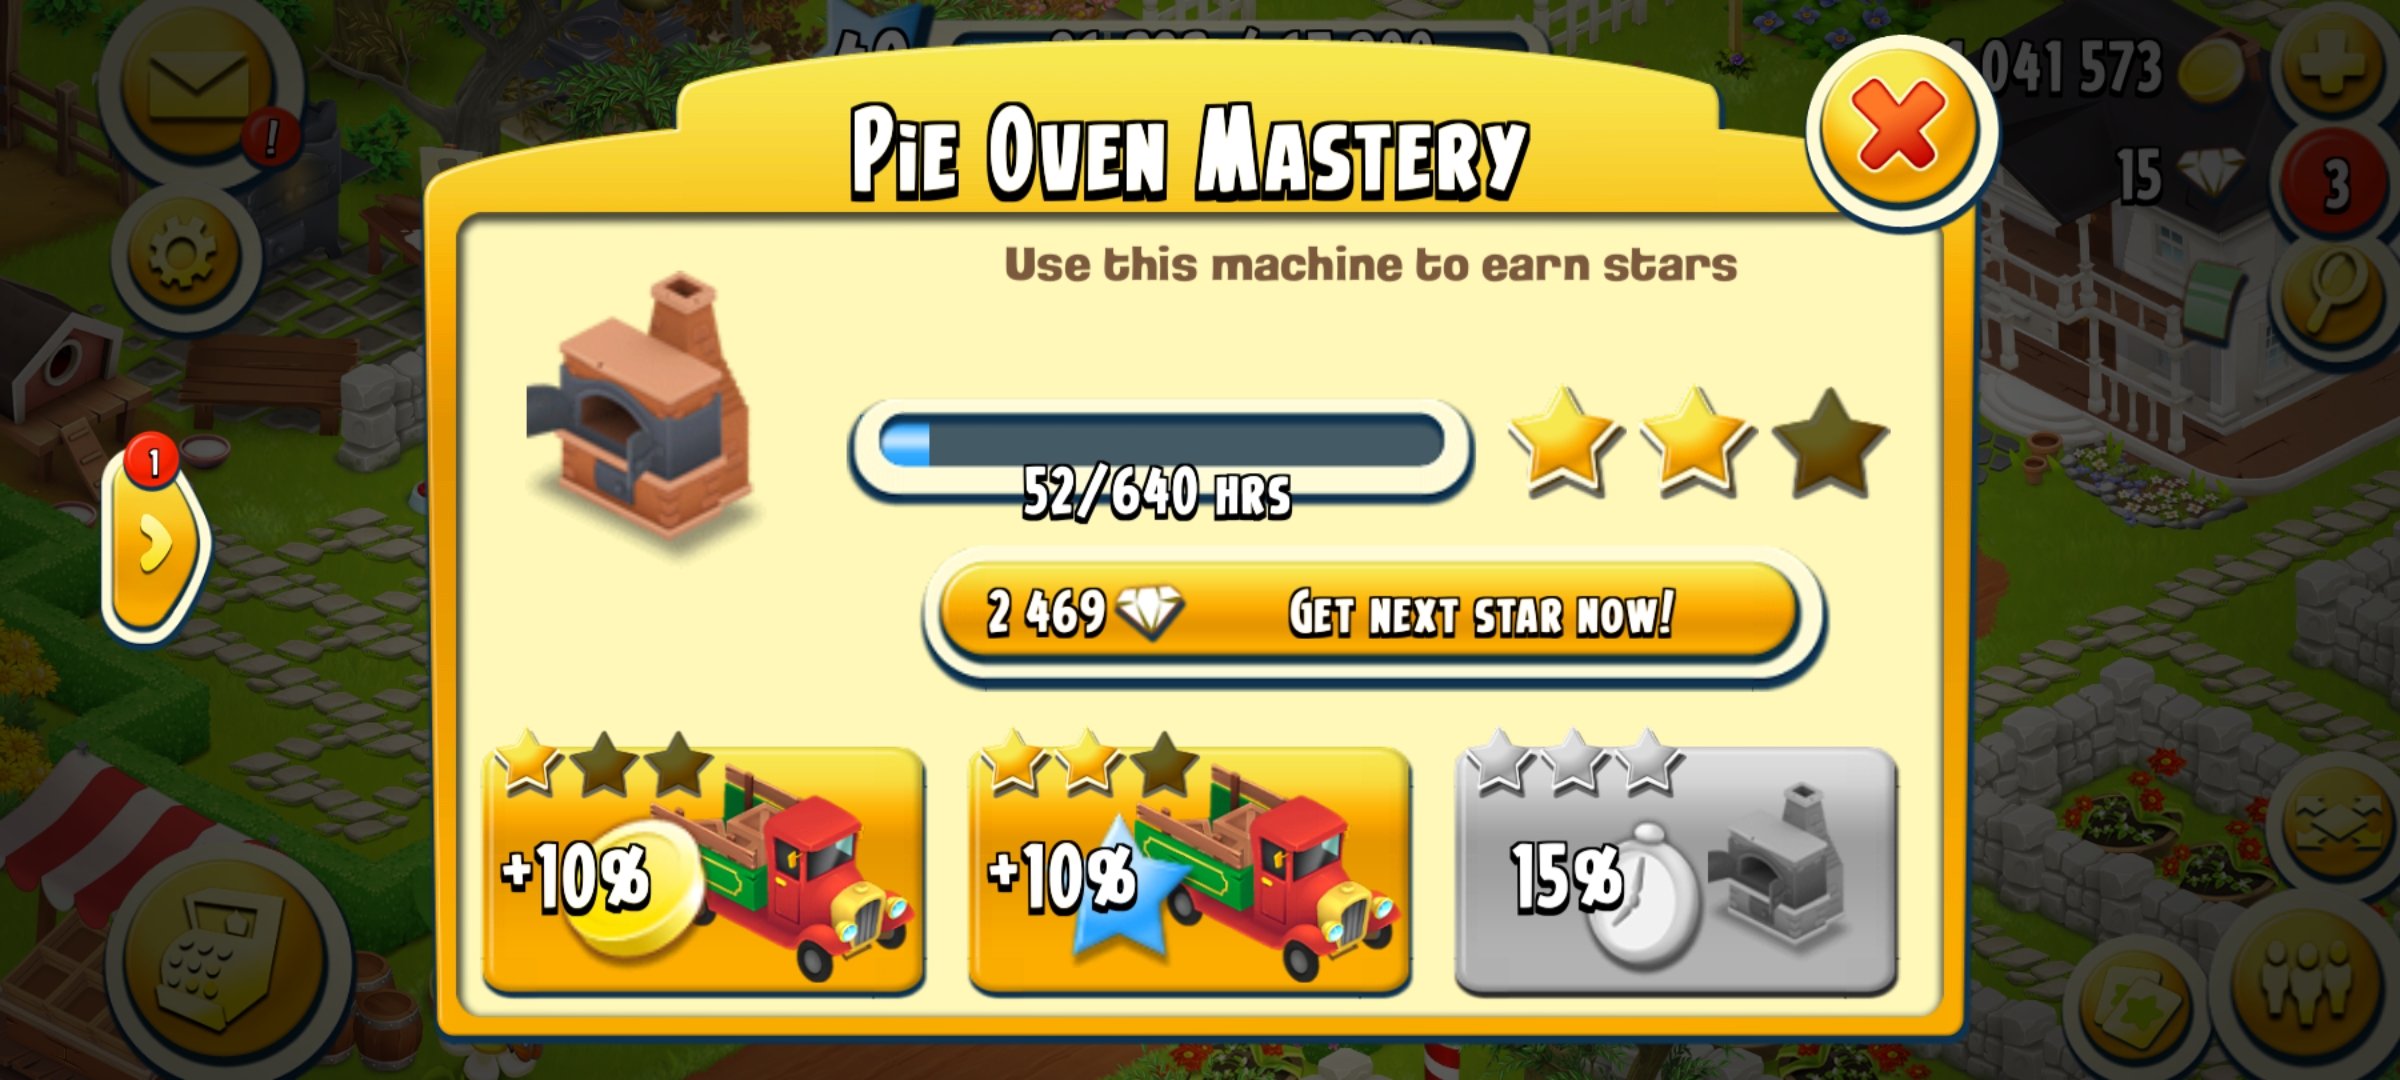 !
041 573
15
3
PiE OVEN MASTERY
Use this machine to earn stars
1
52/640 HRS
2 469 GET NEXT STAR NOW!
+10%
+10%
15%